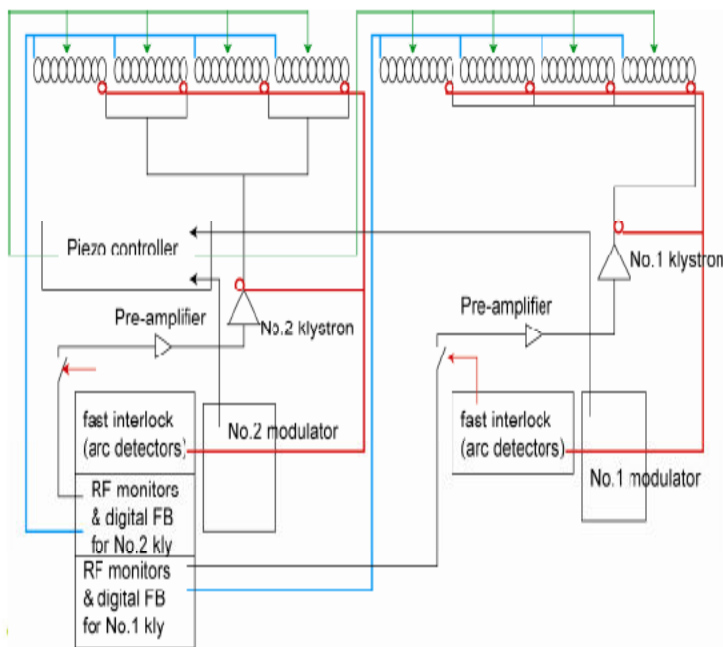 Piezo controller
No.1 klystron
Pre-amplifier
Pre-amplifier
No.2 klystron
fast interlock
(arc detectors)
No.2 modulator
fast interlock
(arc detectors)
No.1 modulator
RF monitors
& digital FB
for No.2 kly
RF monitors
& digital FB
for No.1 kly